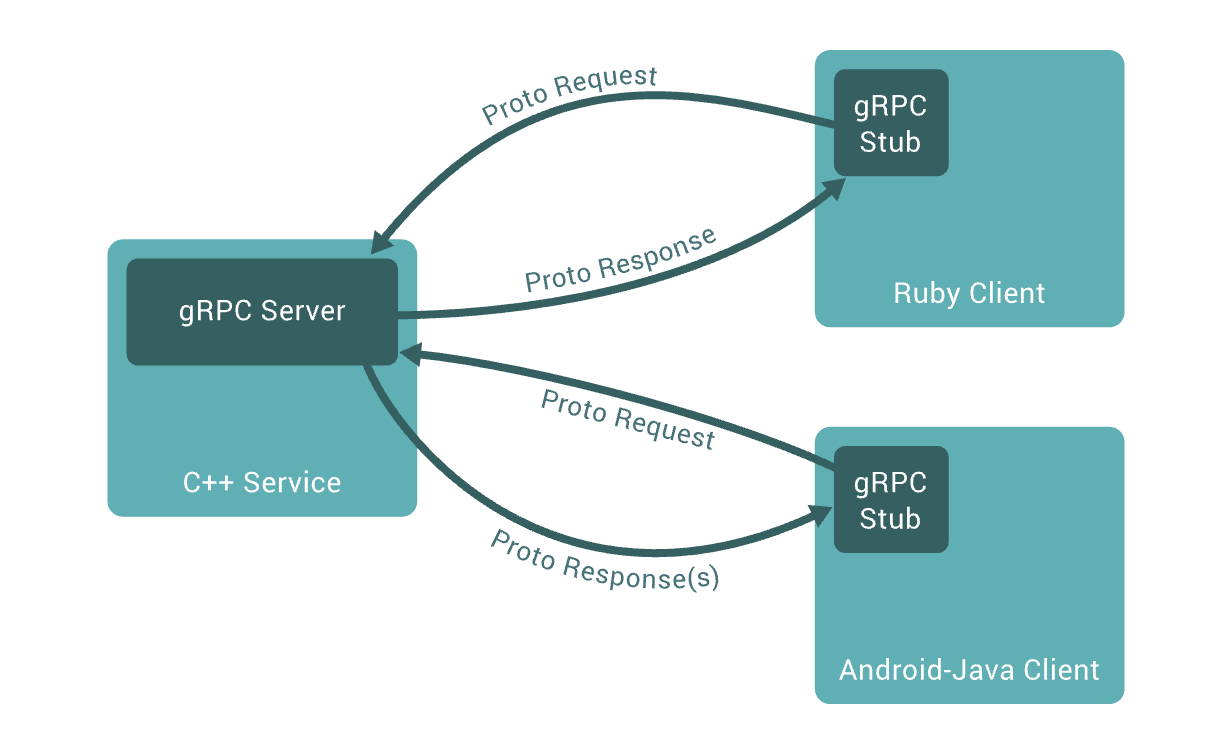 Proto Request
gRPC
Stub
Proto Response
Ruby Client
gRPC Server
C++ Service
Proto Request
gRPC
Stub
Proto Response(s)
Android-Java Client